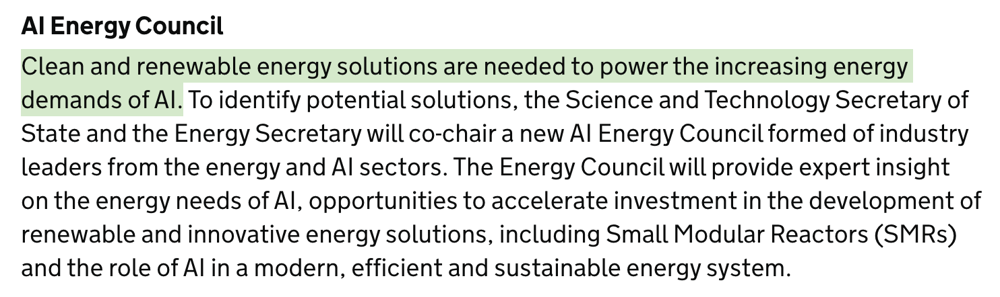 AI Energy Council
Clean and renewable energy solutions are needed to power the increasing energy
demands of AI. To identify potential solutions, the Science and Technology Secretary of
State and the Energy Secretary will co-chair a new AI Energy Council formed of industry
leaders from the energy and AI sectors. The Energy Council will provide expert insight
on the energy needs of AI, opportunities to accelerate investment in the development of
renewable and innovative energy solutions, including Small Modular Reactors (SMRs)
and the role of AI in a modern, efficient and sustainable energy system.